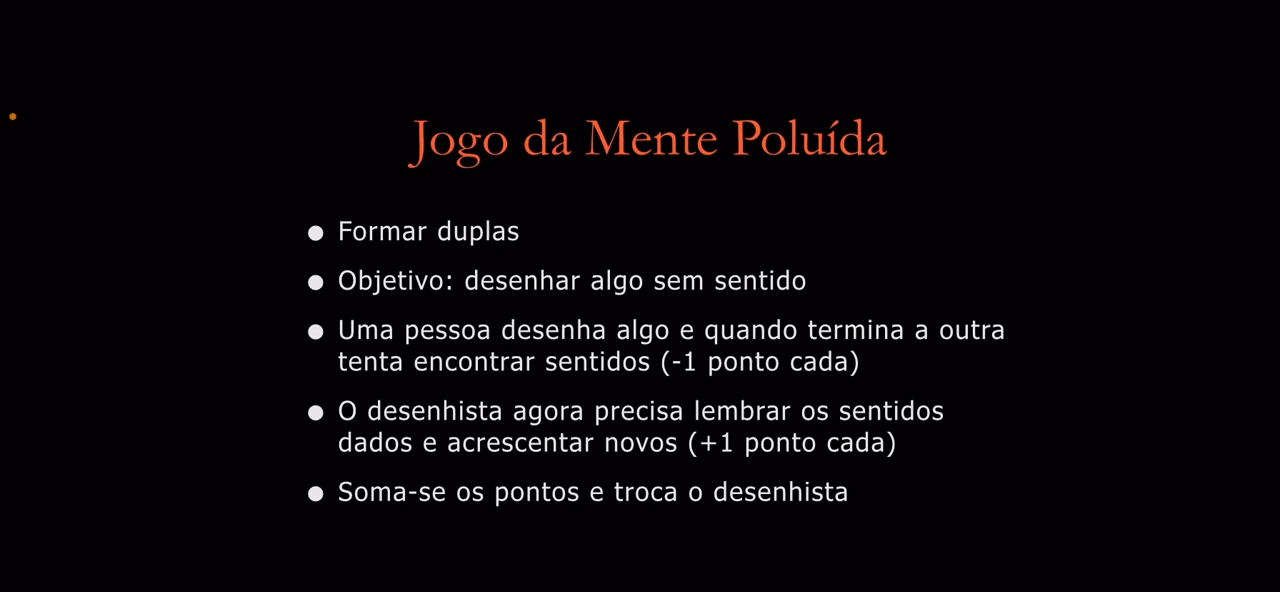 Jogo da Mente Poluída
● Formar duplas
● Objetivo: desenhar algo sem sentido
● Uma pessoa desenha algo e quando termina a outra
tenta encontrar sentidos (-1 ponto cada)
● O desenhista agora precisa lembrar os sentidos
dados e acrescentar novos (+1 ponto cada)
● Soma-se os pontos e troca o desenhista